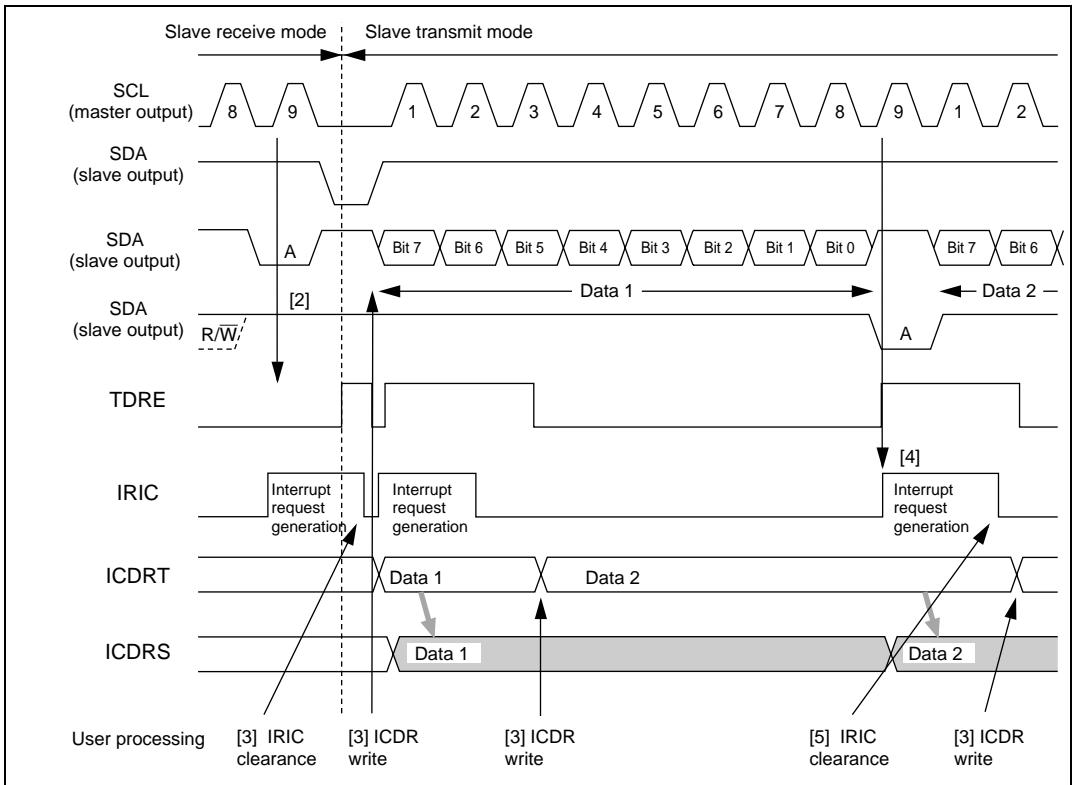 Slave receive mode Slave transmit mode
SCL
(master output)
8 9 1 2 3 4 5 6 7 8 9 1 2
SDA
(slave output)
SDA
(slave output)
A Bit 7 Bit 6 Bit 5 Bit 4 Bit 3 Bit 2 Bit 1 Bit 0 Bit 7 Bit 6
Data 1 Data 2
[2]
SDA
(slave output)
R/W̅ A
TDRE
[4]
IRIC
Interrupt
request
generation
Interrupt
request
generation
Interrupt
request
generation
ICDRT
Data 1 Data 2
ICDRS
Data 1 Data 2
User processing
[3] IRIC
clearance
[3] ICDR
write
[3] ICDR
write
[5] IRIC
clearance
[3] ICDR
write